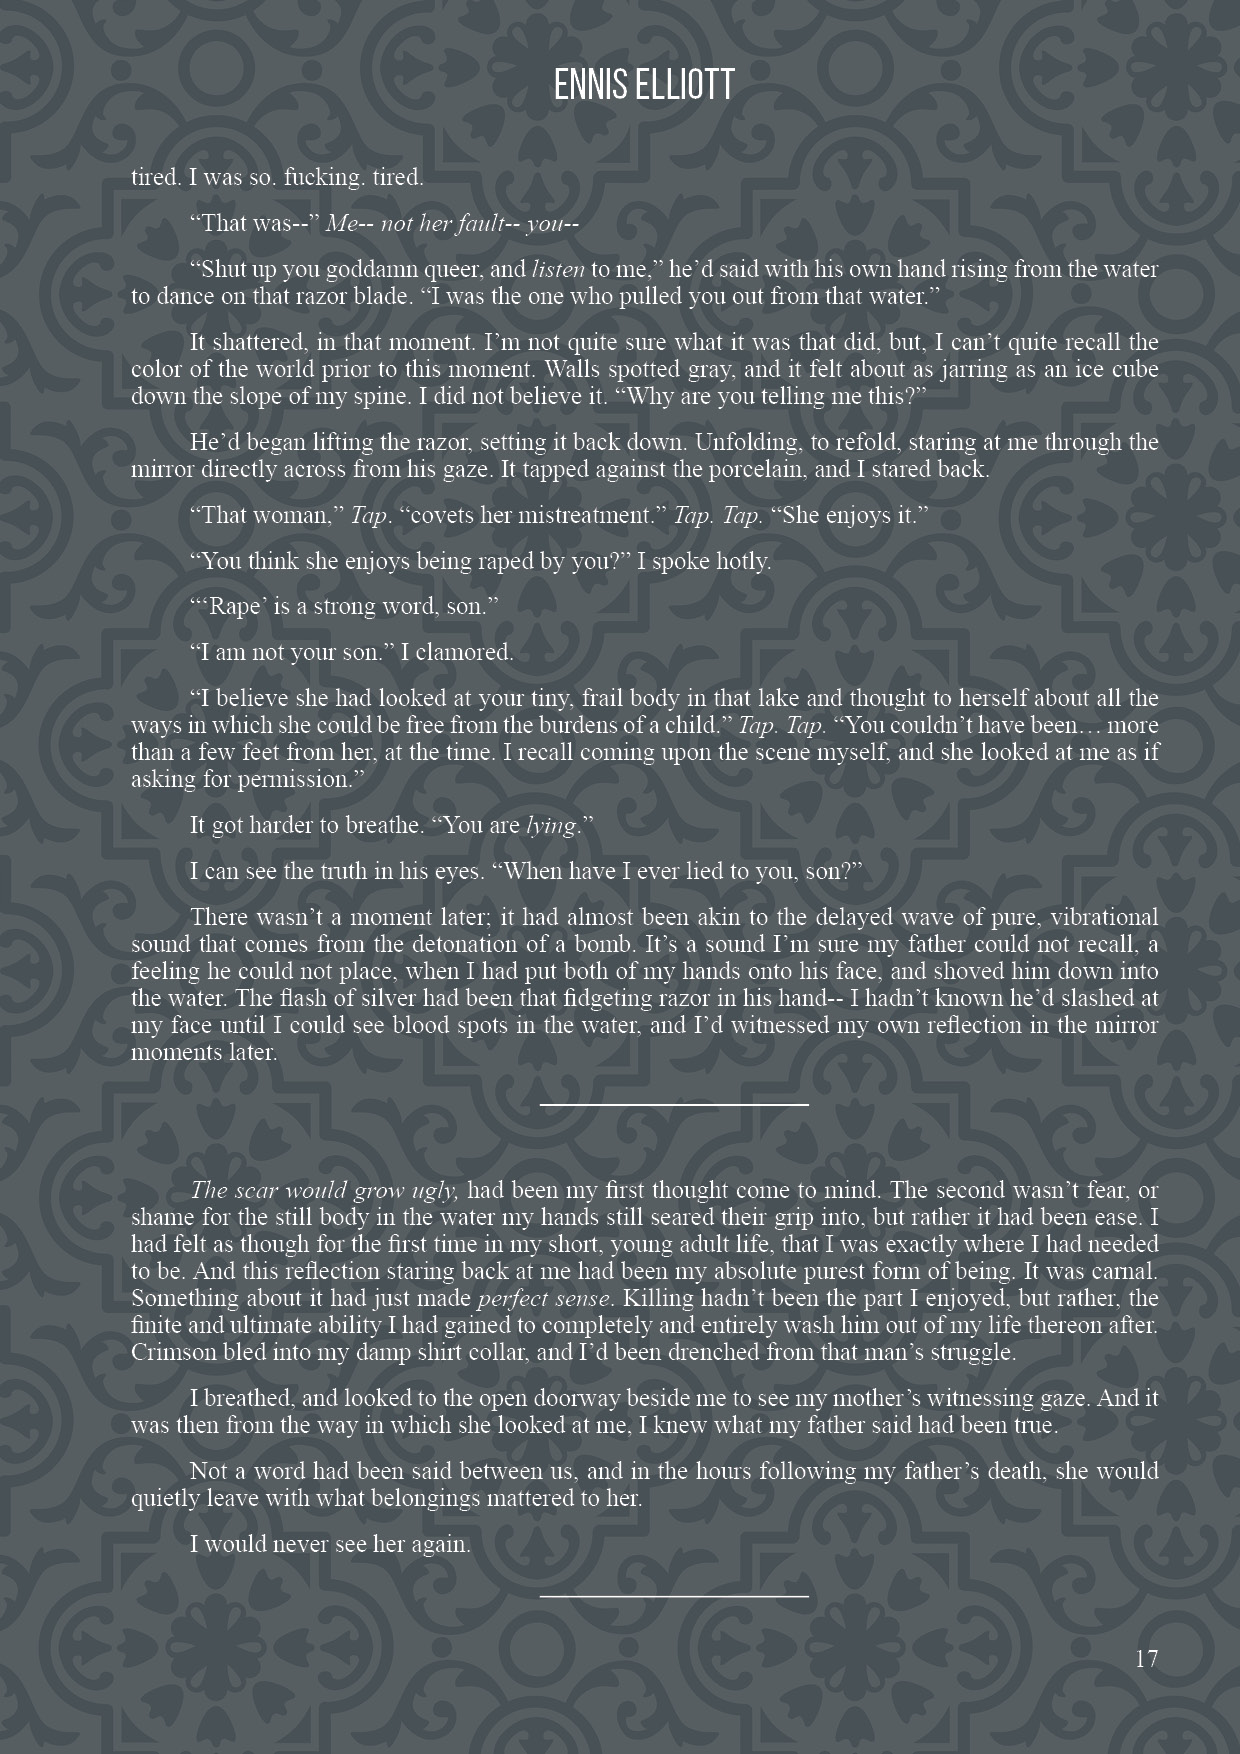 ENNIS ELLIOTT
tired. I was so. fucking. tired.
“That was--” Me-- not her fault-- you--
“Shut up you goddamn queer, and listen to me,” he’d said with his own hand rising from the water
to dance on that razor blade. “I was the one who pulled you out from that water.”
It shattered, in that moment. I’m not quite sure what it was that did, but, I can’t quite recall the
color of the world prior to this moment. Walls spotted gray, and it felt about as jarring as an ice cube
down the slope of my spine. I did not believe it. “Why are you telling me this?”
He’d began lifting the razor, setting it back down. Unfolding, to refold, staring at me through the
mirror directly across from his gaze. It tapped against the porcelain, and I stared back.
“That woman,” Tap. “covets her mistreatment.” Tap. Tap. “She enjoys it.”
“You think she enjoys being raped by you?” I spoke hotly.
“‘Rape’ is a strong word, son.”
“I am not your son.” I clamored.
“I believe she had looked at your tiny, frail body in that lake and thought to herself about all the
ways in which she could be free from the burdens of a child.” Tap. Tap. “You couldn’t have been… more
than a few feet from her, at the time. I recall coming upon the scene myself, and she looked at me as if
asking for permission.”
It got harder to breathe. “You are lying.”
I can see the truth in his eyes. “When have I ever lied to you, son?”
There wasn’t a moment later; it had almost been akin to the delayed wave of pure, vibrational
sound that comes from the detonation of a bomb. It’s a sound I’m sure my father could not recall, a
feeling he could not place, when I had put both of my hands onto his face, and shoved him down into
the water. The flash of silver had been that fidgeting razor in his hand-- I hadn’t known he’d slashed at
my face until I could see blood spots in the water, and I’d witnessed my own reflection in the mirror
moments later.
The scar would grow ugly, had been my first thought come to mind. The second wasn’t fear, or
shame for the still body in the water my hands still seared their grip into, but rather it had been ease. I
had felt as though for the first time in my short, young adult life, that I was exactly where I had needed
to be. And this reflection staring back at me had been my absolute purest form of being. It was carnal.
Something about it had just made perfect sense. Killing hadn’t been the part I enjoyed, but rather, the
finite and ultimate ability I had gained to completely and entirely wash him out of my life thereon after.
Crimson bled into my damp shirt collar, and I’d been drenched from that man’s struggle.
I breathed, and looked to the open doorway beside me to see my mother’s witnessing gaze. And it
was then from the way in which she looked at me, I knew what my father said had been true.
Not a word had been said between us, and in the hours following my father’s death, she would
quietly leave with what belongings mattered to her.
I would never see her again.
17